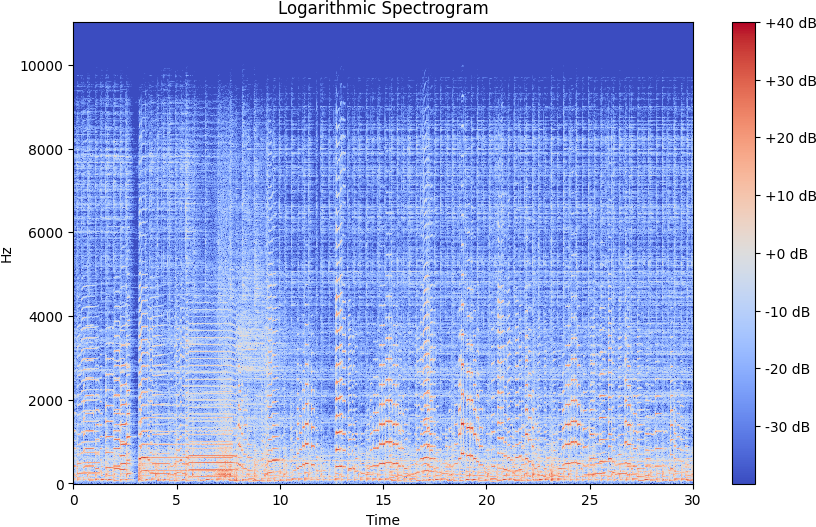 Logarithmic Spectrogram
+40 dB
+30 dB
+20 dB
+10 dB
+0 dB
-10 dB
-20 dB
-30 dB
10000
8000
6000
4000
2000
0
Hz
0 5 10 15 20 25 30
Time